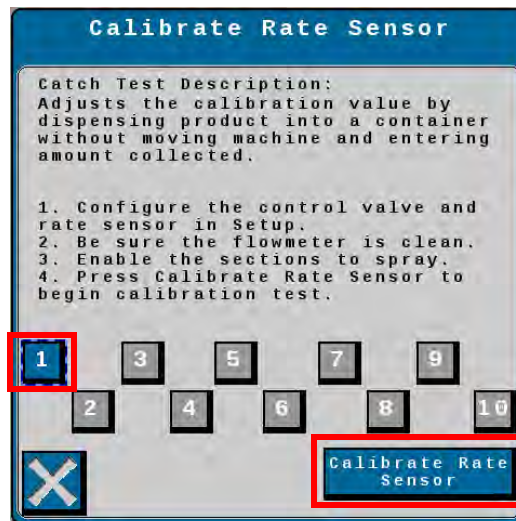 Calibrate Rate Sensor
Catch Test Description:
Adjusts the calibration value by
dispensing product into a container
without moving machine and entering
amount collected.
1. Configure the control valve and
rate sensor in Setup.
2. Be sure the flowmeter is clean.
3. Enable the sections to spray.
4. Press Calibrate Rate Sensor to
begin calibration test.
1 3 5 7 9
2 4 6 8 10
Calibrate Rate
Sensor